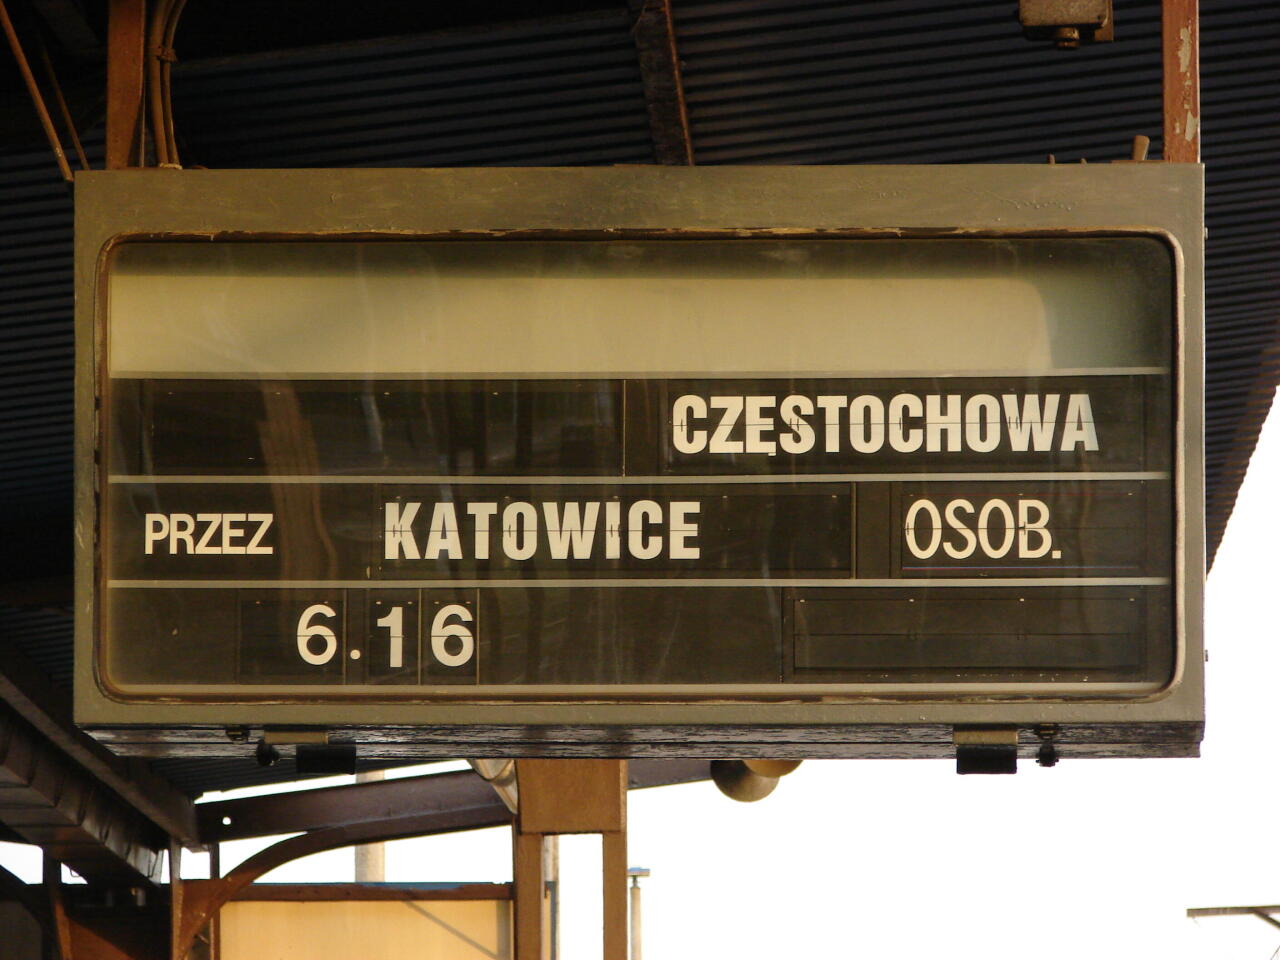 CZĘSTOCHOWA
PRZEZ KATOWICE OSOB.
6.16